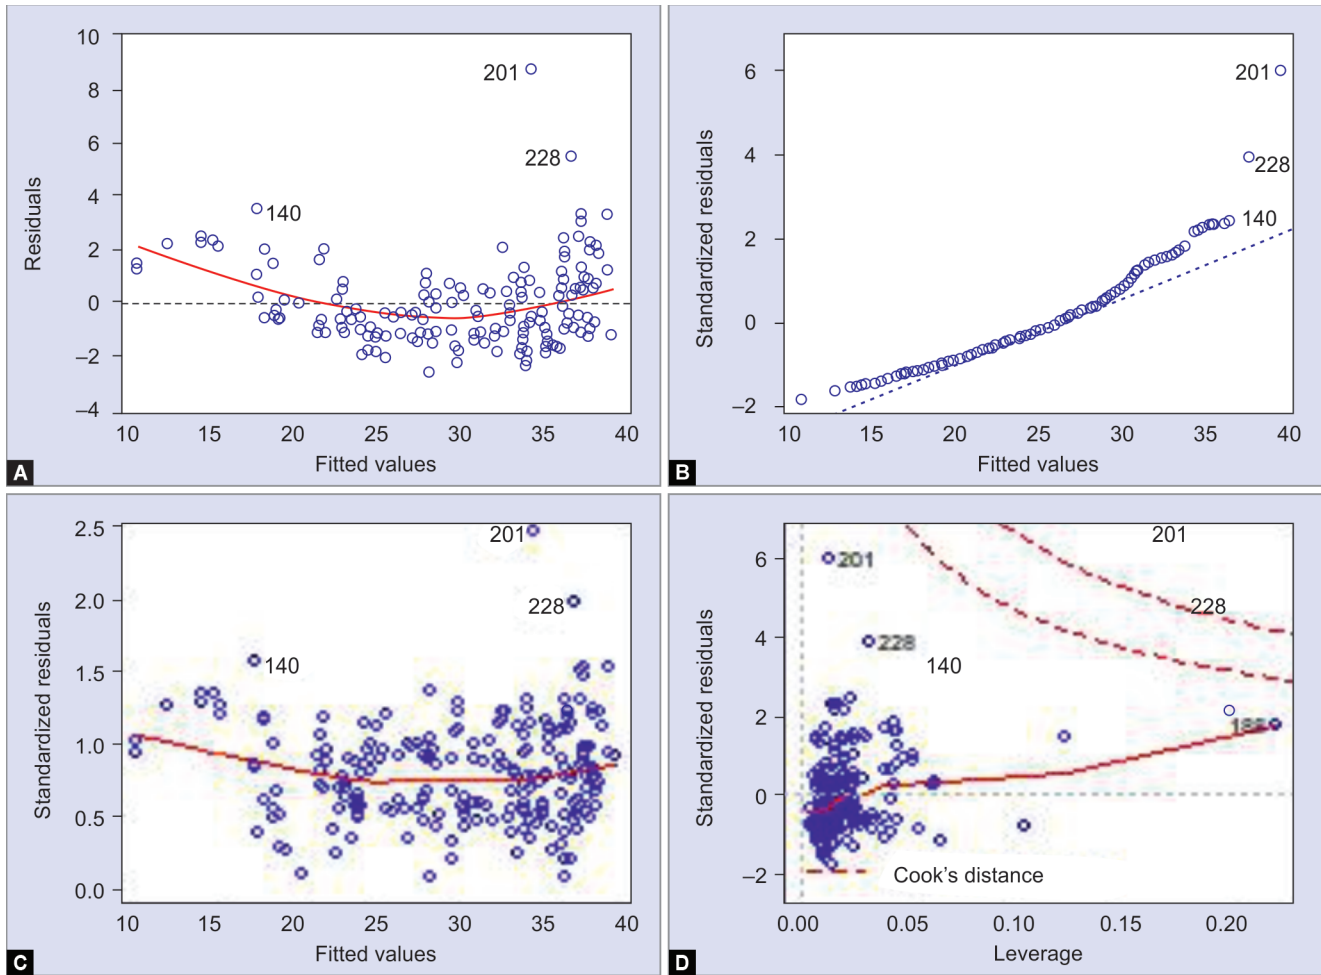 10
8
6
4
2
0
–2
–4
Residuals
201
228
140
10 15 20 25 30 35 40
Fitted values
A
6
4
2
0
–2
Standardized residuals
201
228
140
10 15 20 25 30 35 40
Fitted values
B
2.5
2.0
1.5
1.0
0.5
0.0
Standardized residuals
201
228
140
10 15 20 25 30 35 40
Fitted values
C
6
4
2
0
–2
Standardized residuals
201
201
228
228
140
Cook's distance
0.00 0.05 0.10 0.15 0.20
Leverage
D